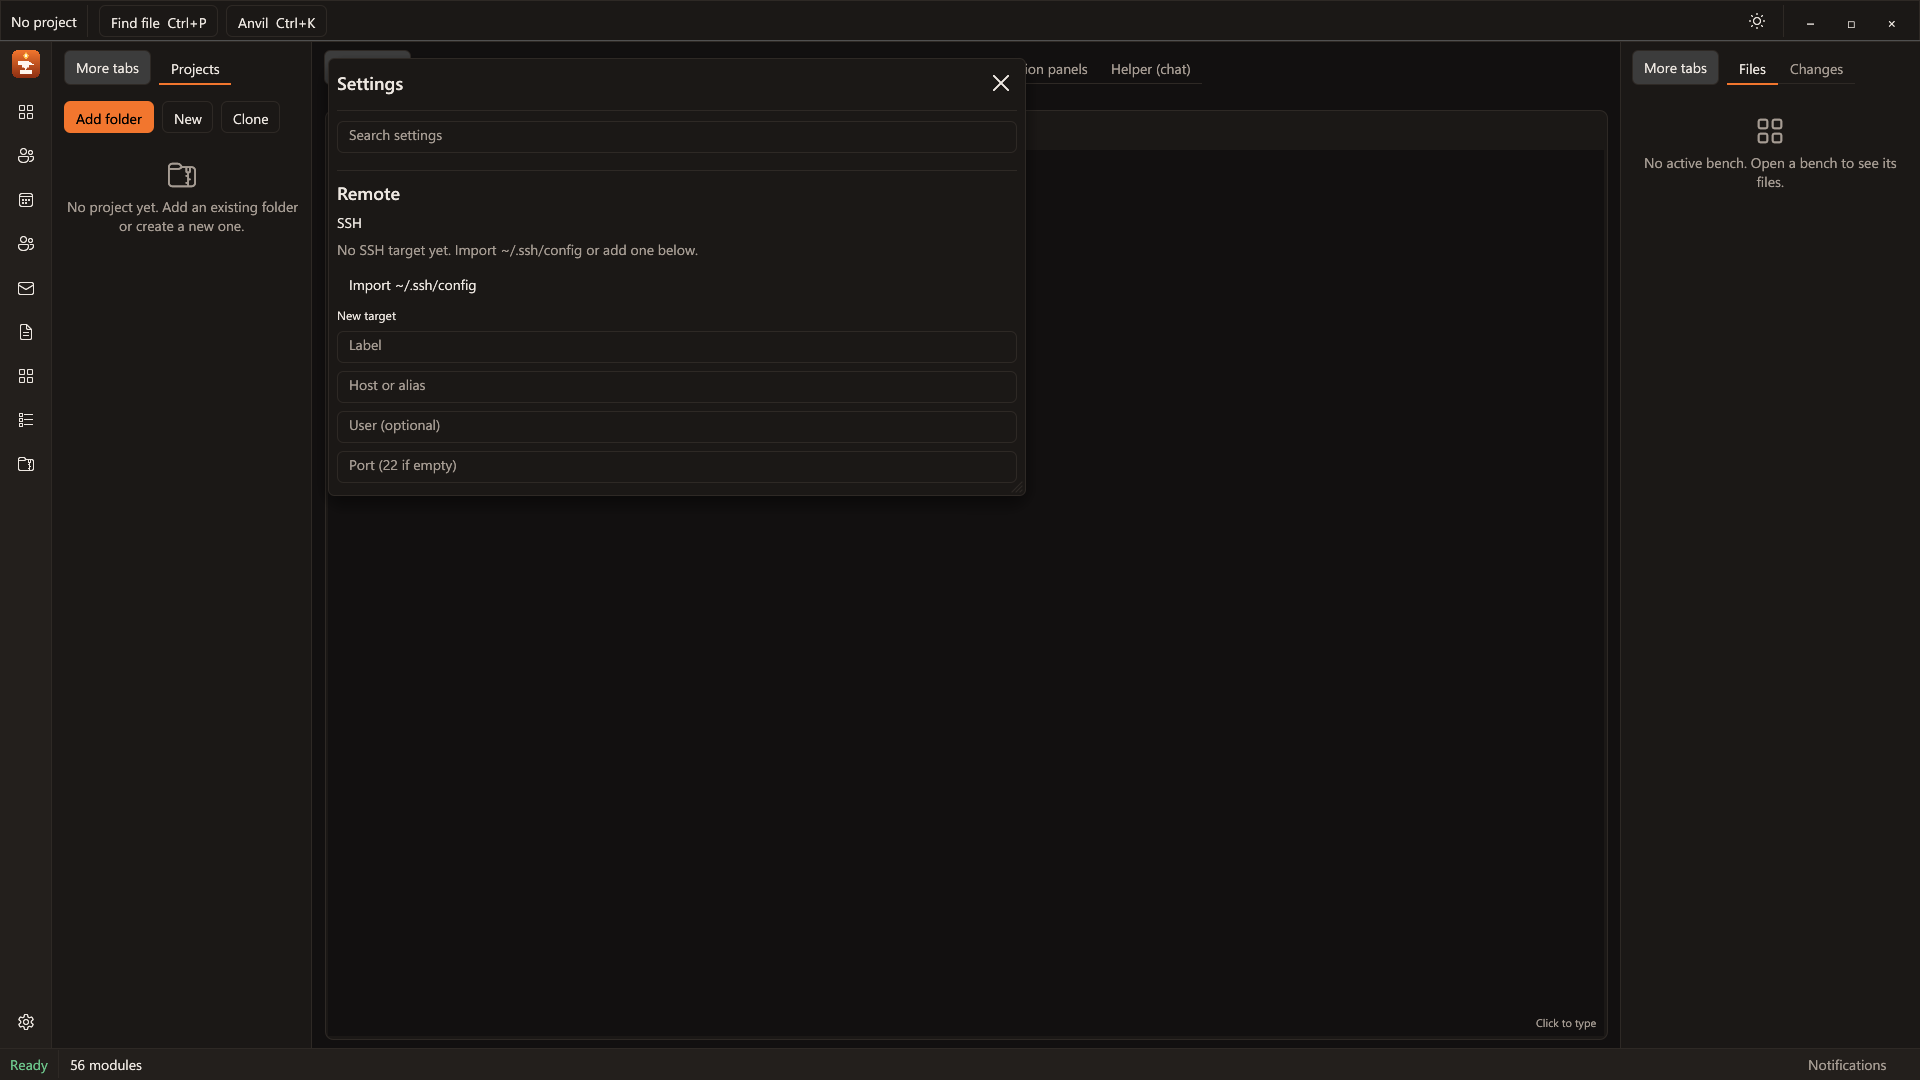 No project
Find file Ctrl+P
Anvil Ctrl+K
More tabs
Projects
Add folder
New
Clone
No project yet. Add an existing folder
or create a new one.
Settings
Search settings
Remote
SSH
No SSH target yet. Import ~/.ssh/config or add one below.
Import ~/.ssh/config
New target
Label
Host or alias
User (optional)
Port (22 if empty)
panels
Helper (chat)
Click to type
More tabs
Files
Changes
No active bench. Open a bench to see its
files.
Ready
56 modules
Notifications